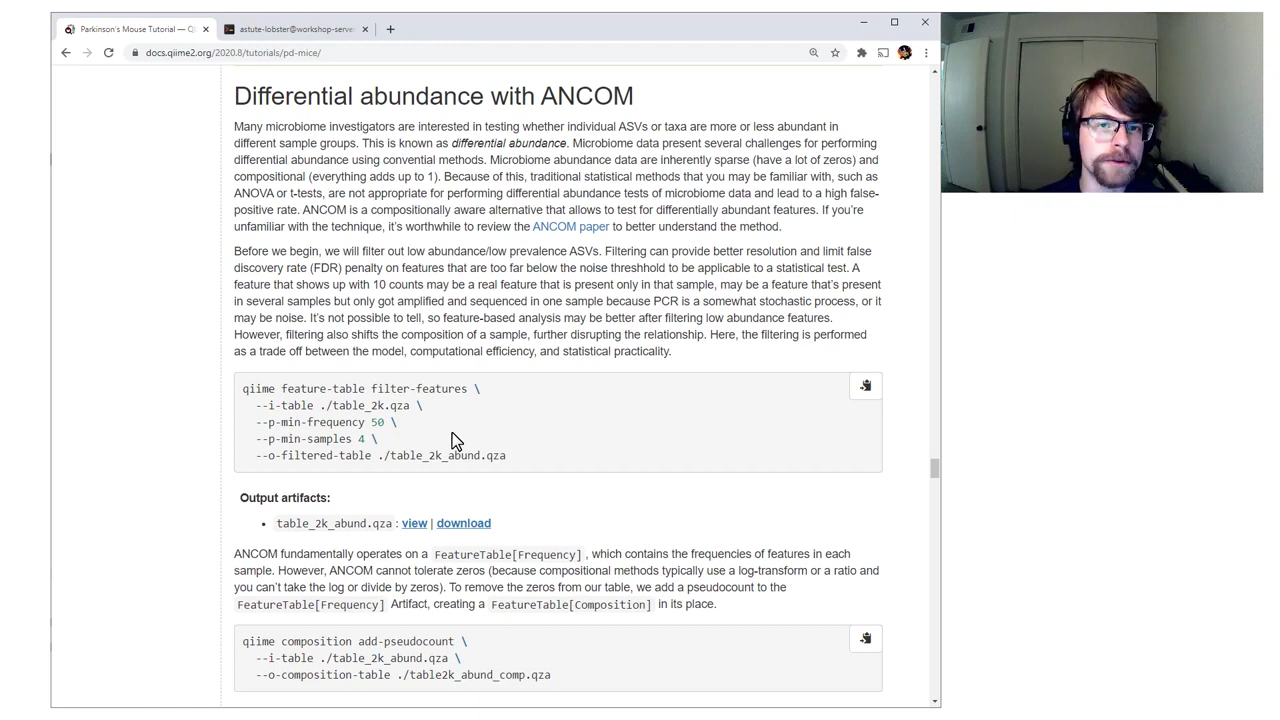 Parkinson's Mouse Tutorial — Qi
astute-lobster@workshop-serve
docs.qiime2.org/2020.8/tutorials/pd-mice/
Differential abundance with ANCOM
Many microbiome investigators are interested in testing whether individual ASVs or taxa are more or less abundant in
different sample groups. This is known as differential abundance. Microbiome data present several challenges for performing
differential abundance using convential methods. Microbiome abundance data are inherently sparse (have a lot of zeros) and
compositional (everything adds up to 1). Because of this, traditional statistical methods that you may be familiar with, such as
ANOVA or t-tests, are not appropriate for performing differential abundance tests of microbiome data and lead to a high false-
positive rate. ANCOM is a compositionally aware alternative that allows to test for differentially abundant features. If you're
unfamiliar with the technique, it's worthwhile to review the ANCOM paper to better understand the method.
Before we begin, we will filter out low abundance/low prevalence ASVs. Filtering can provide better resolution and limit false
discovery rate (FDR) penalty on features that are too far below the noise threshhold to be applicable to a statistical test. A
feature that shows up with 10 counts may be a real feature that is present only in that sample, may be a feature that's present
in several samples but only got amplified and sequenced in one sample because PCR is a somewhat stochastic process, or it
may be noise. It's not possible to tell, so feature-based analysis may be better after filtering low abundance features.
However, filtering also shifts the composition of a sample, further disrupting the relationship. Here, the filtering is performed
as a trade off between the model, computational efficiency, and statistical practicality.
qiime feature-table filter-features \
--i-table ./table_2k.qza \
--p-min-frequency 50 \
--p-min-samples 4 \
--o-filtered-table ./table_2k_abund.qza
Output artifacts:
• table_2k_abund.qza : view | download
ANCOM fundamentally operates on a FeatureTable[Frequency] , which contains the frequencies of features in each
sample. However, ANCOM cannot tolerate zeros (because compositional methods typically use a log-transform or a ratio and
you can't take the log or divide by zeros). To remove the zeros from our table, we add a pseudocount to the
FeatureTable[Frequency] Artifact, creating a FeatureTable[Composition] in its place.
qiime composition add-pseudocount \
--i-table ./table_2k_abund.qza \
--o-composition-table ./table2k_abund_comp.qza